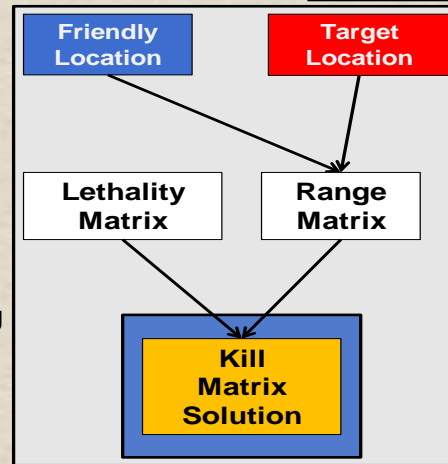 Friendly
Location
Target
Location
Lethality
Matrix
Range
Matrix
Kill
Matrix
Solution